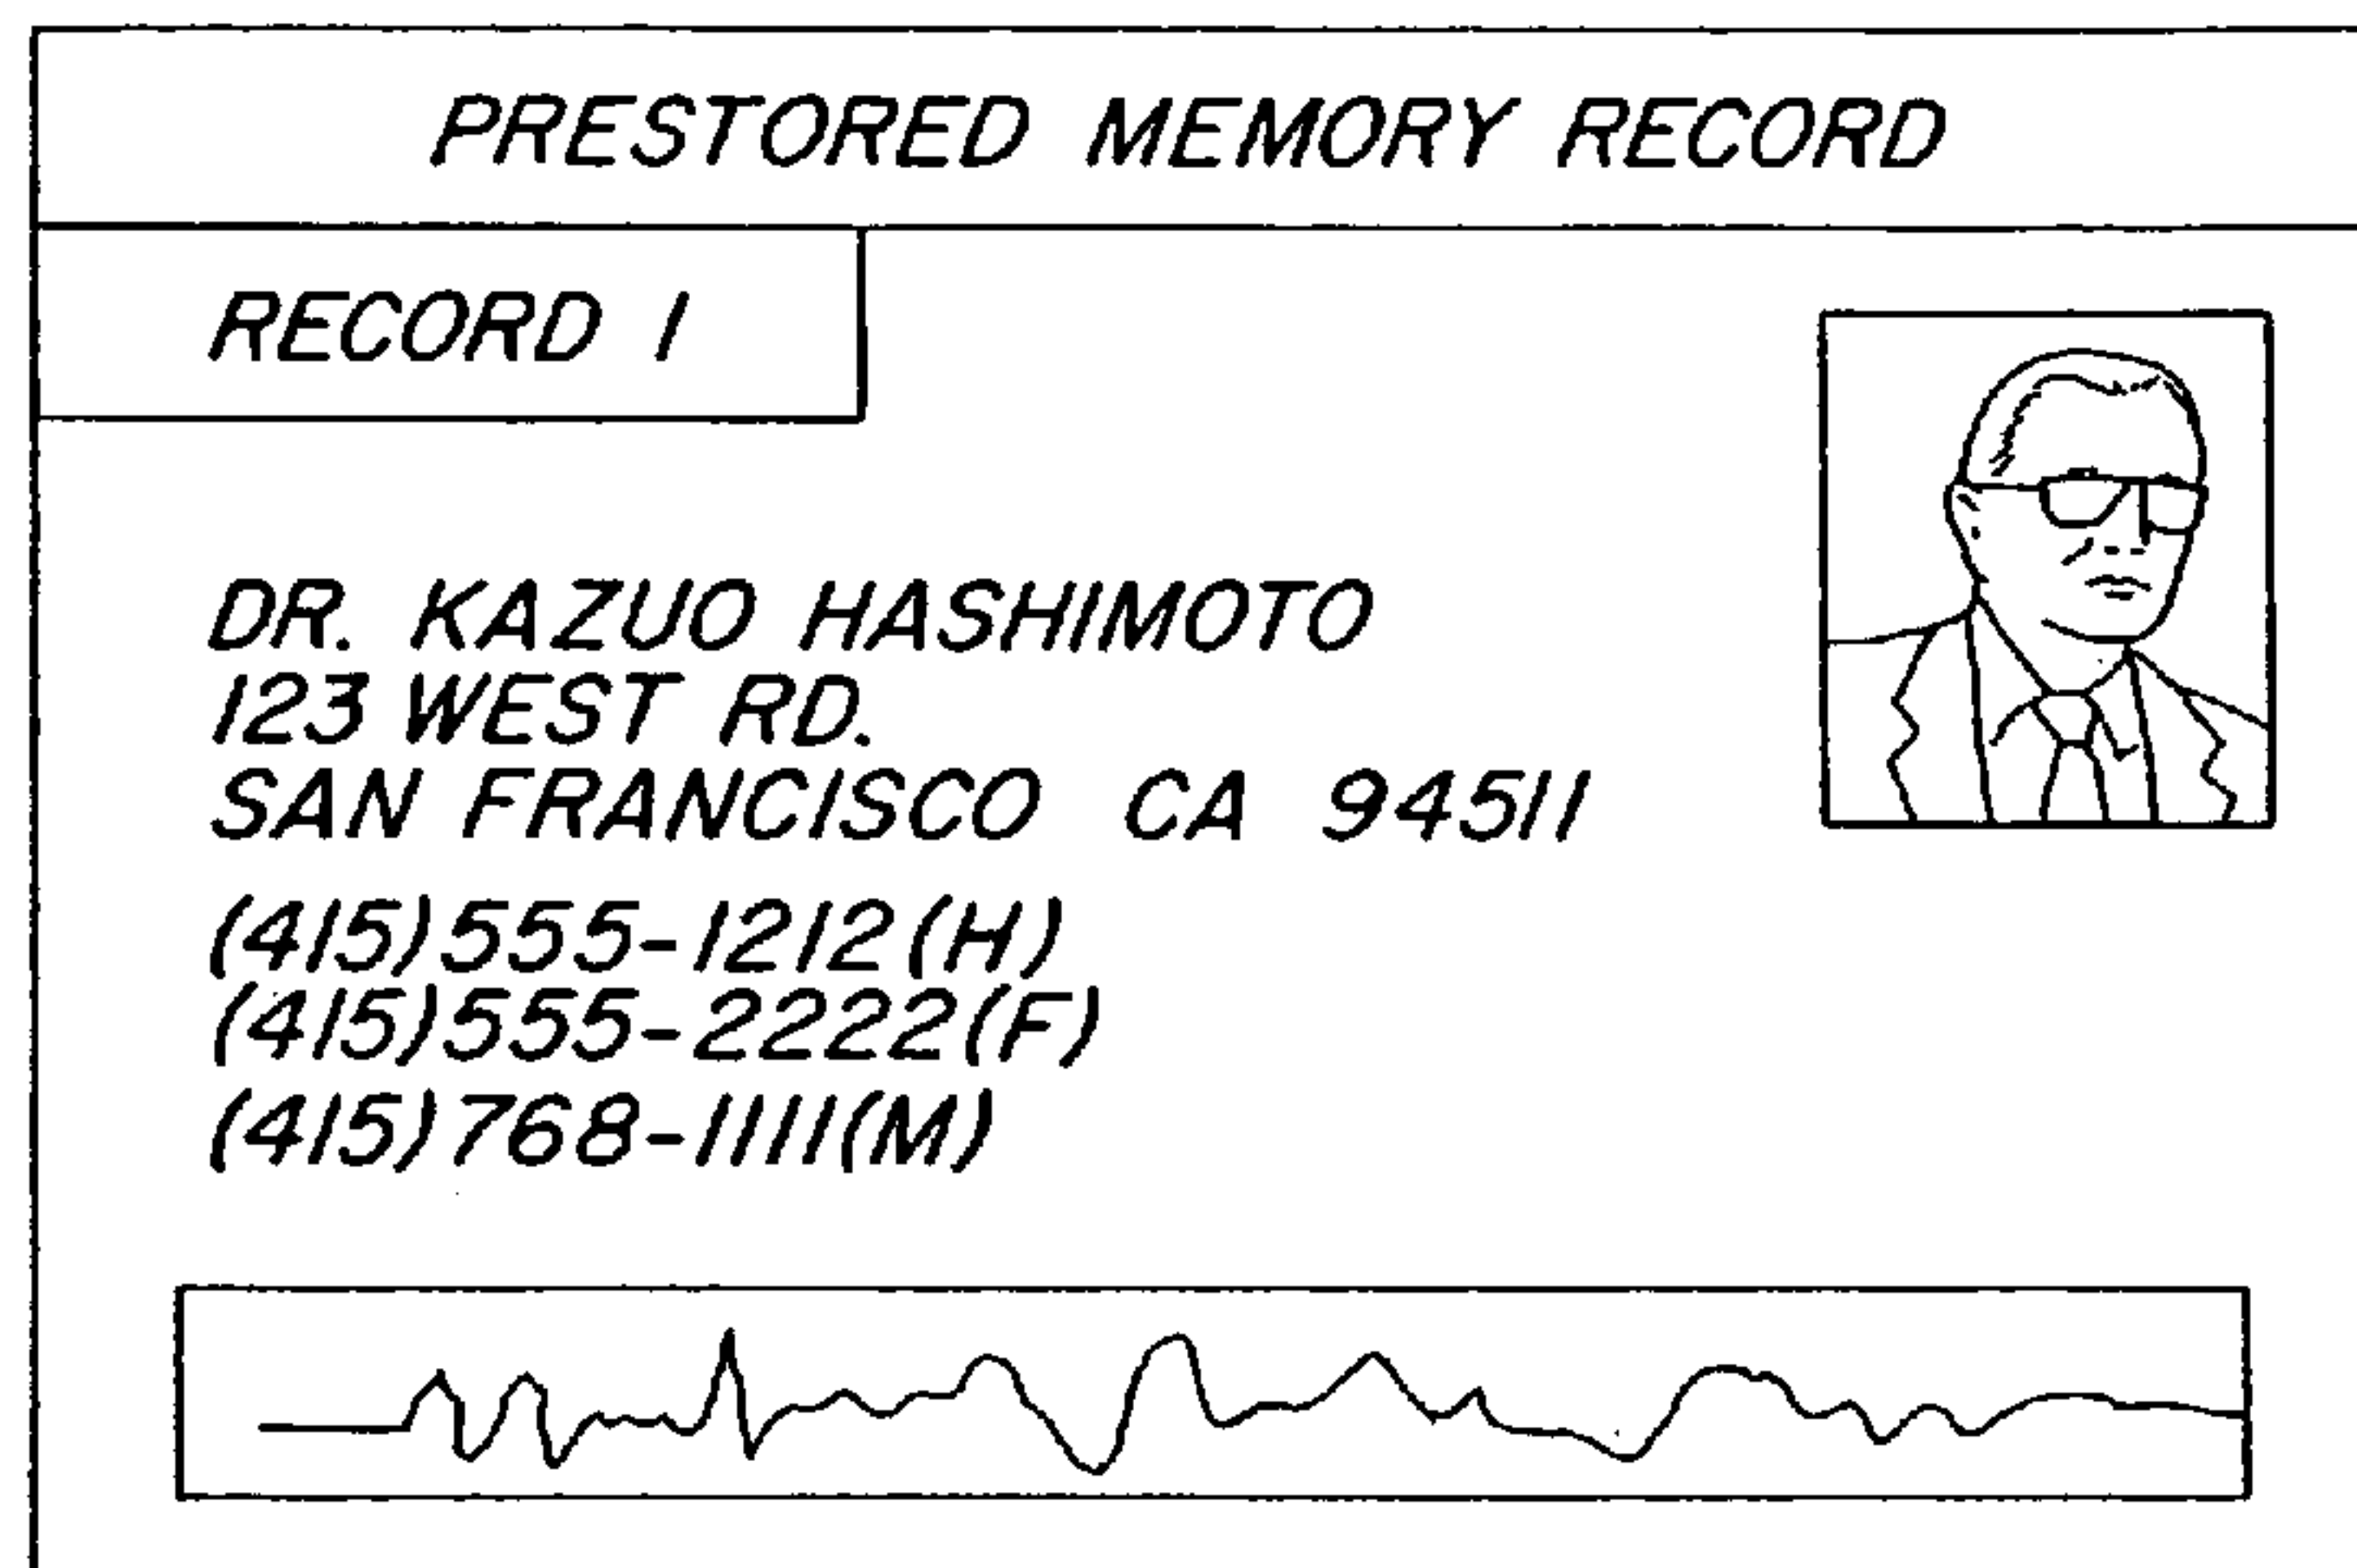 PRESTORED MEMORY RECORD
RECORD 1
DR. KAZUO HASHIMOTO
123 WEST RD.
SAN FRANCISCO CA 94511
(415)555-1212(H)
(415)555-2222(F)
(415)768-1111(M)